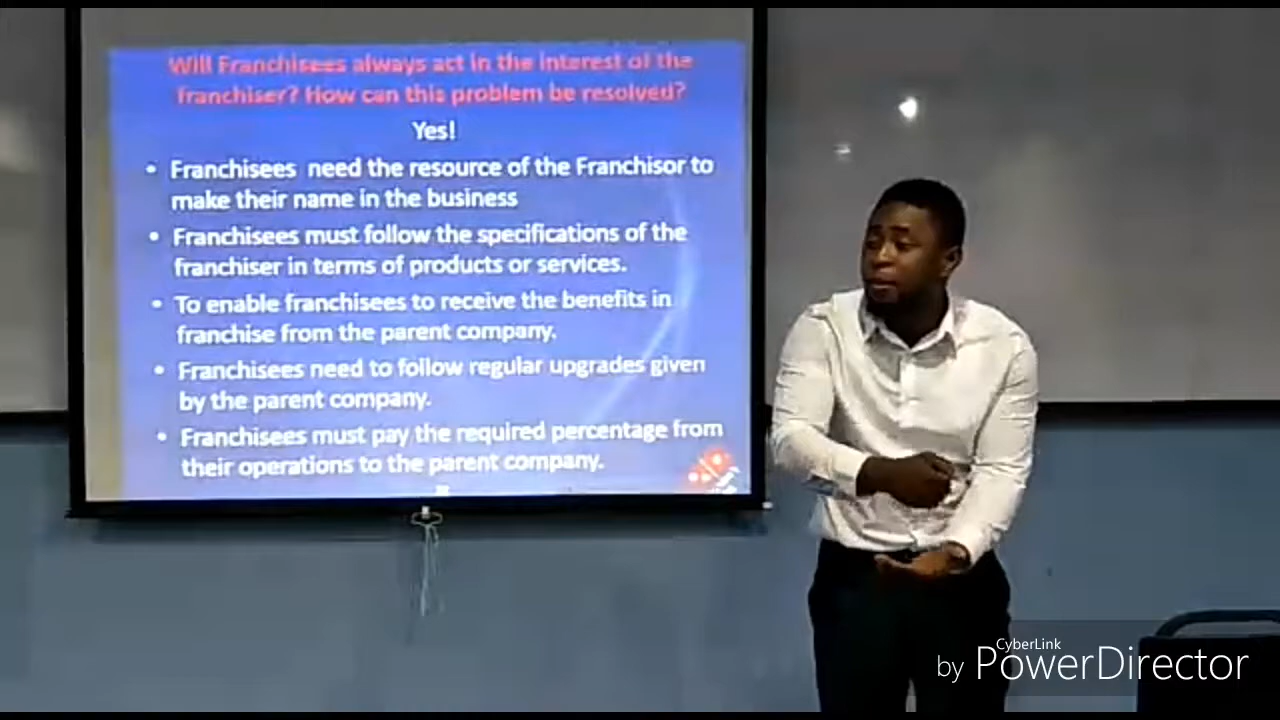 Will Franchisees always act in the interest of the
franchiser? How can this problem be resolved?
Yes!
• Franchisees need the resource of the Franchisor to
make their name in the business
• Franchisees must follow the specifications of the
franchiser in terms of products or services.
• To enable franchisees to receive the benefits in
franchise from the parent company.
• Franchisees need to follow regular upgrades given
by the parent company.
• Franchisees must pay the required percentage from
their operations to the parent company.
CyberLink
by PowerDirector